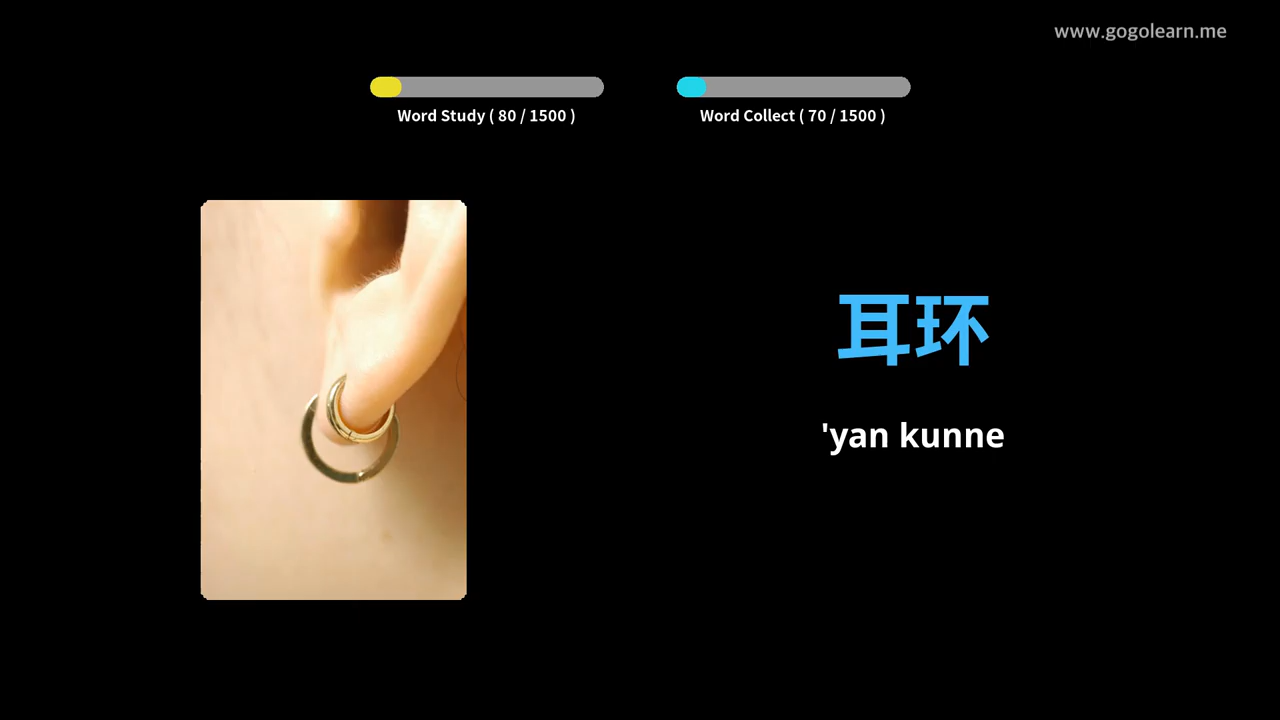 www.gogolearn.me
Word Study ( 80 / 1500 )
Word Collect ( 70 / 1500 )
耳环
'yan kunne